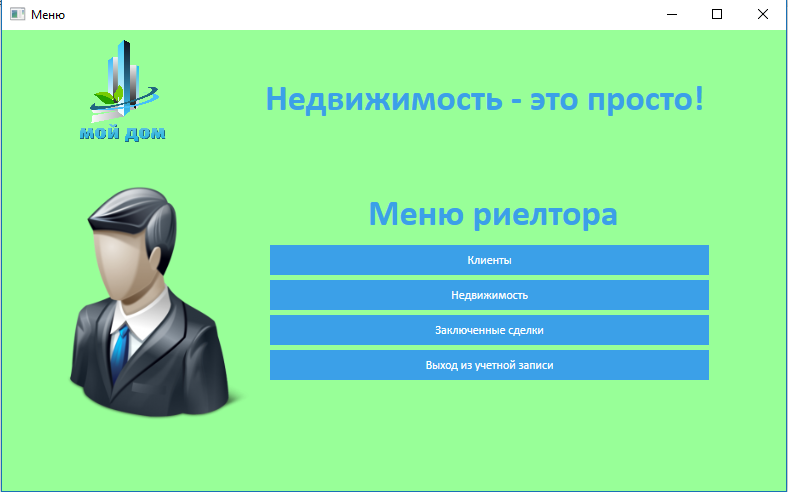 Меню
Недвижимость - это просто!
мой дом
Меню риелтора
Клиенты
Недвижимость
Заключенные сделки
Выход из учетной записи